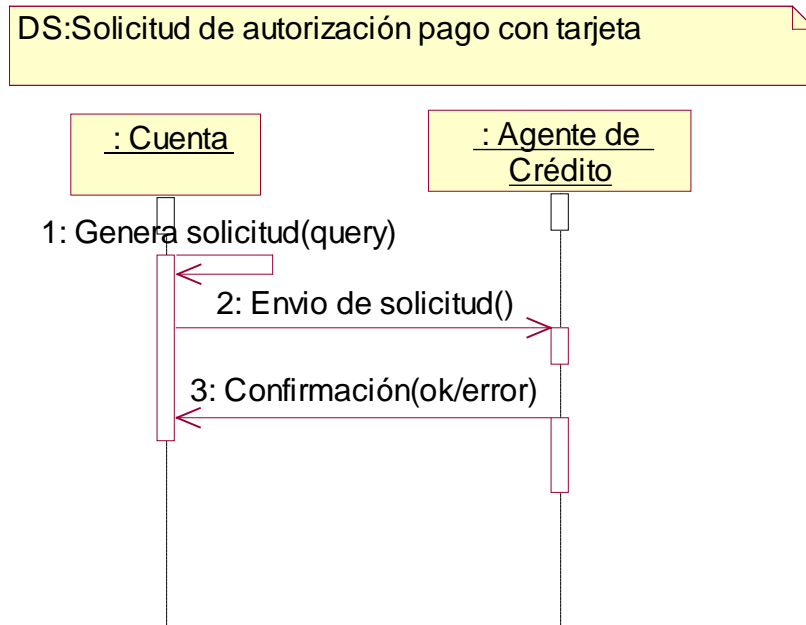 DS:Solicitud de autorización pago con tarjeta
: Cuenta
: Agente de
Crédito
1: Genera solicitud(query)
2: Envio de solicitud()
3: Confirmación(ok/error)